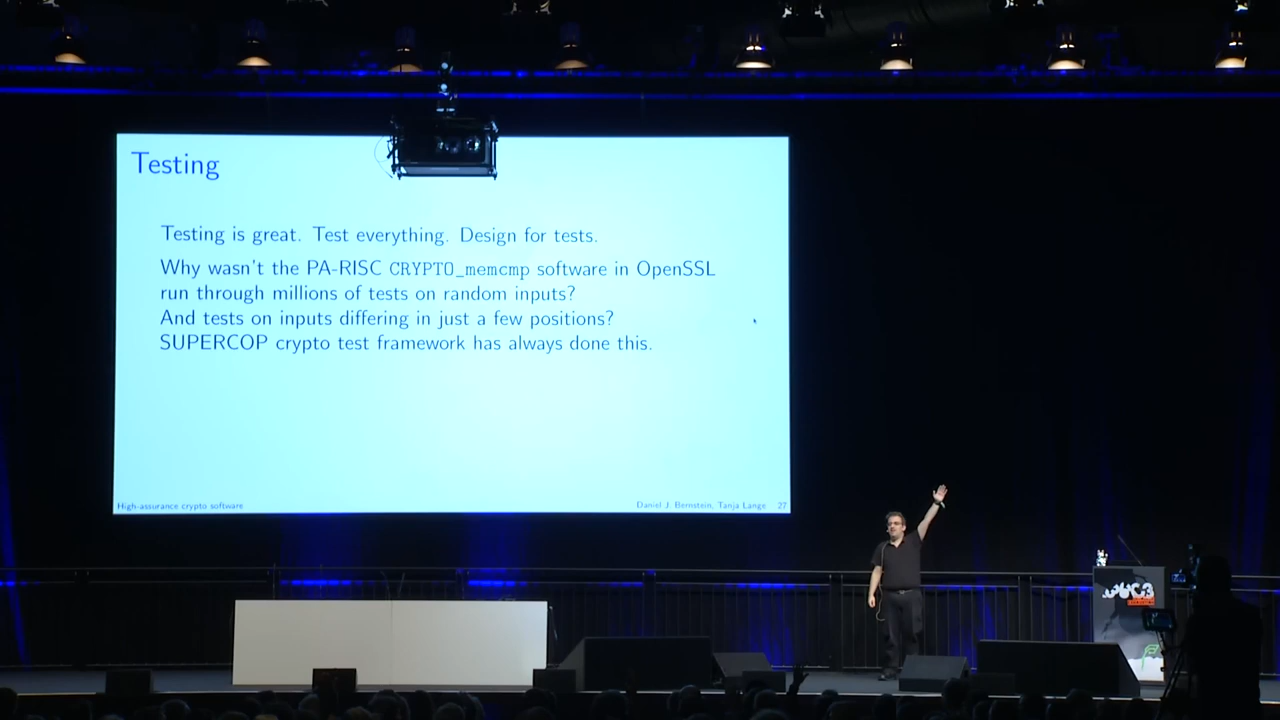 Testing
Testing is great. Test everything. Design for tests.
Why wasn't the PA-RISC CRYPTO_memcmp software in OpenSSL
run through millions of tests on random inputs?
And tests on inputs differing in just a few positions?
SUPERCOP crypto test framework has always done this.
High-assurance crypto software
Daniel J. Bernstein, Tanja Lange 27